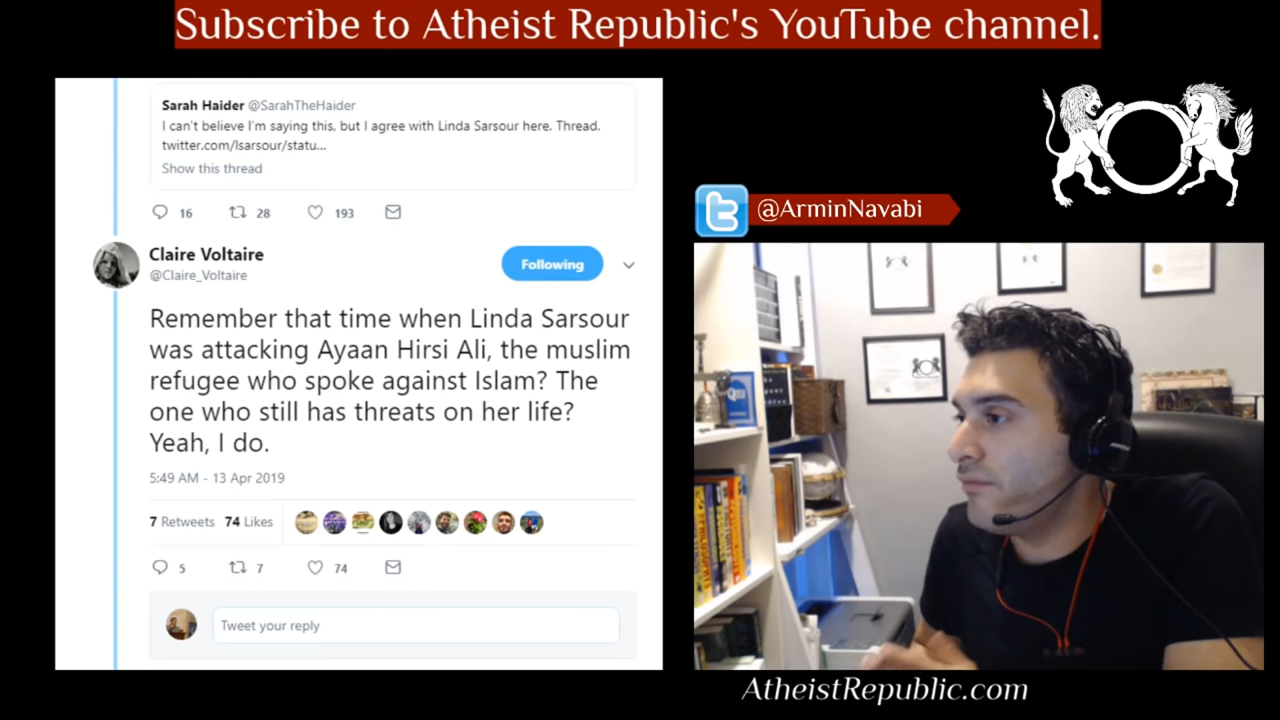 Subscribe to Atheist Republic's YouTube channel.
Sarah Haider @SarahTheHaider
I can't believe I'm saying this, but I agree with Linda Sarsour here. Thread.
twitter.com/lsarsour/statu...
Show this thread
16 28 193
Claire Voltaire
@Claire_Voltaire
Following
Remember that time when Linda Sarsour
was attacking Ayaan Hirsi Ali, the muslim
refugee who spoke against Islam? The
one who still has threats on her life?
Yeah, I do.
5:49 AM - 13 Apr 2019
7 Retweets 74 Likes
5 7 74
Tweet your reply
@ArminNavabi
AtheistRepublic.com